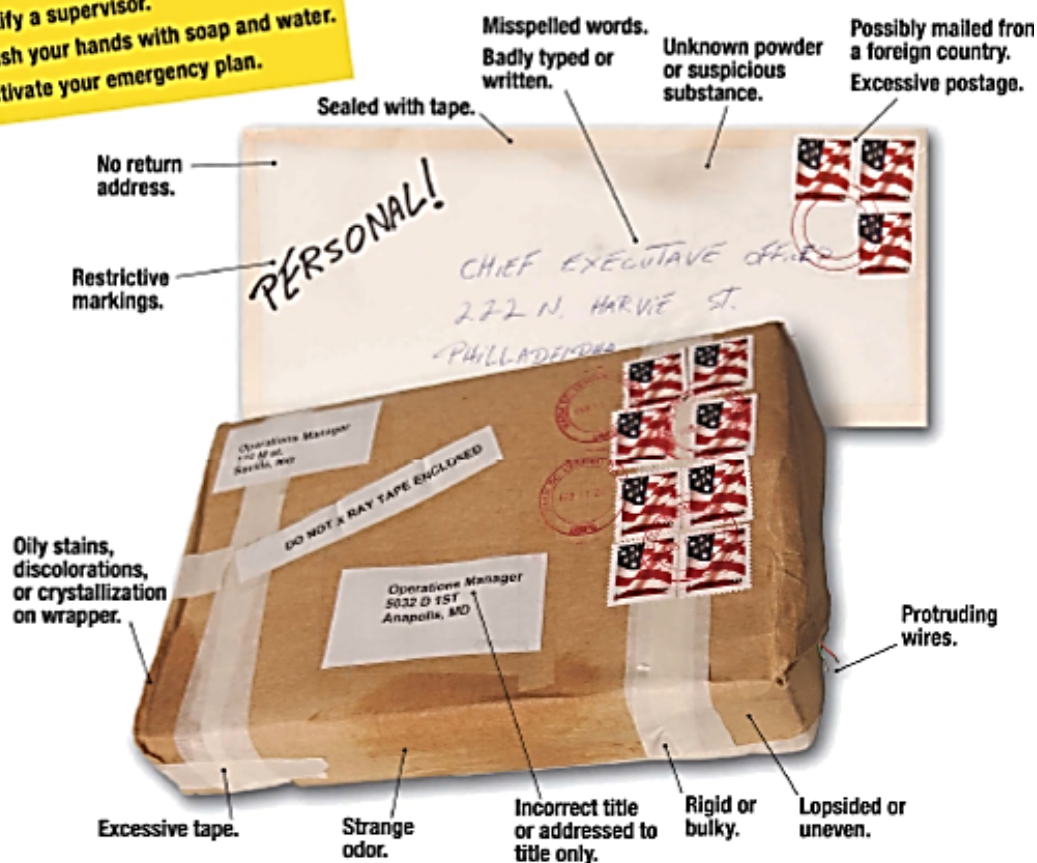 ify a supervisor.
sh your hands with soap and water.
tivate your emergency plan.
Misspelled words.
Badly typed or
written.
Unknown powder
or suspicious
substance.
Possibly mailed from
a foreign country.
Excessive postage.
Sealed with tape.
No return
address.
Restrictive
markings.
PERSONAL!
CHIEF EXECUTAVE OFFICER
222 N. HARVIE ST.
Operations Manager
DO NOT X RAY TAPE ENCLOSED
Operations Manager
5032 D 1ST
Anapolis, MD
Oily stains,
discolorations,
or crystallization
on wrapper.
Protruding
wires.
Excessive tape.
Strange
odor.
Incorrect title
or addressed to
title only.
Rigid or
bulky.
Lopsided or
uneven.